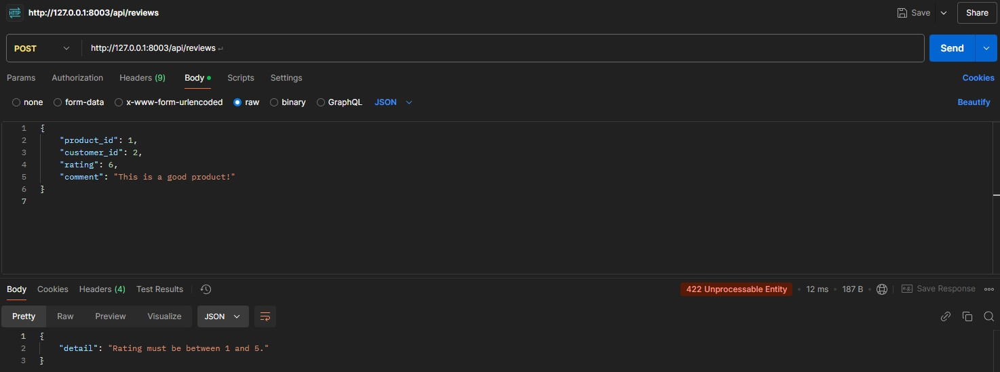 HTTP http://127.0.0.1:8003/api/reviews Save Share
POST http://127.0.0.1:8003/api/reviews Send
Params Authorization Headers (9) Body Scripts Settings Cookies
none form-data x-www-form-urlencoded raw binary GraphQL JSON Beautify
1 {
2 "product_id": 1,
3 "customer_id": 2,
4 "rating": 6,
5 "comment": "This is a good product!"
6 }
7
Body Cookies Headers (4) Test Results 422 Unprocessable Entity • 12 ms • 187 B • e.g. Save Response
Pretty Raw Preview Visualize JSON
1 {
2 "detail": "Rating must be between 1 and 5."
3 }